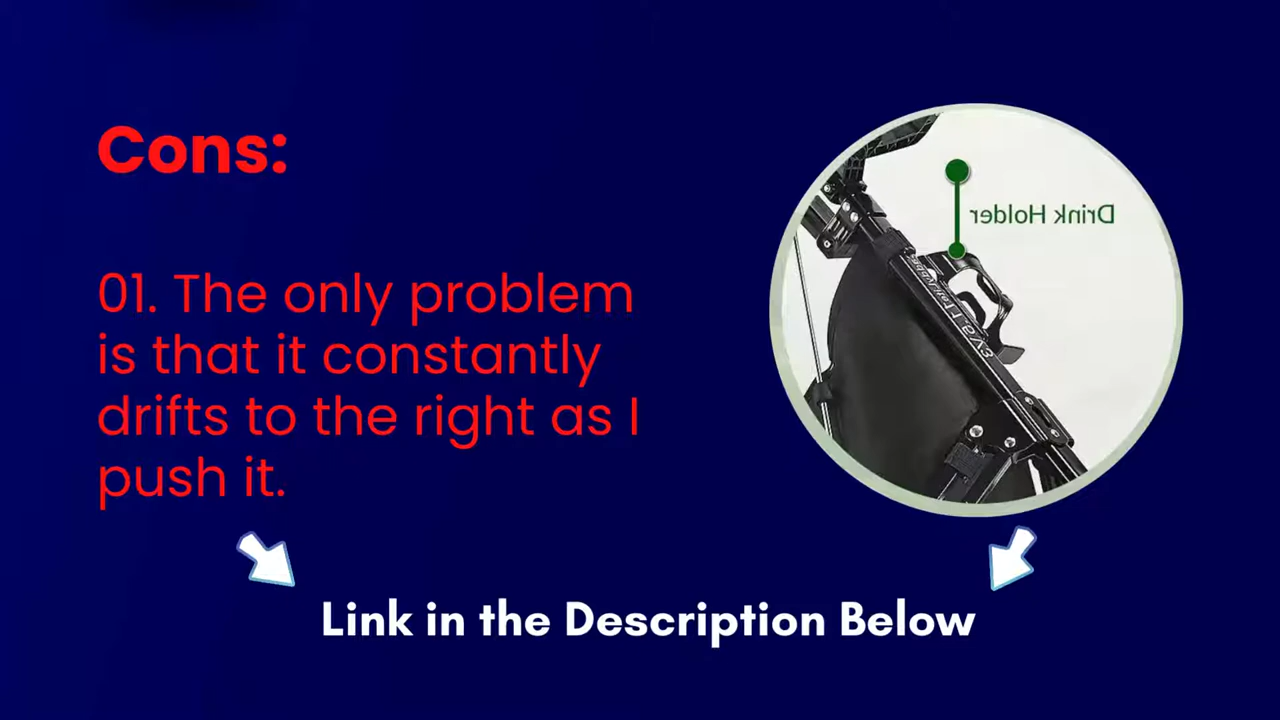 Cons:
01. The only problem
is that it constantly
drifts to the right as I
push it.
Drink Holder
Link in the Description Below